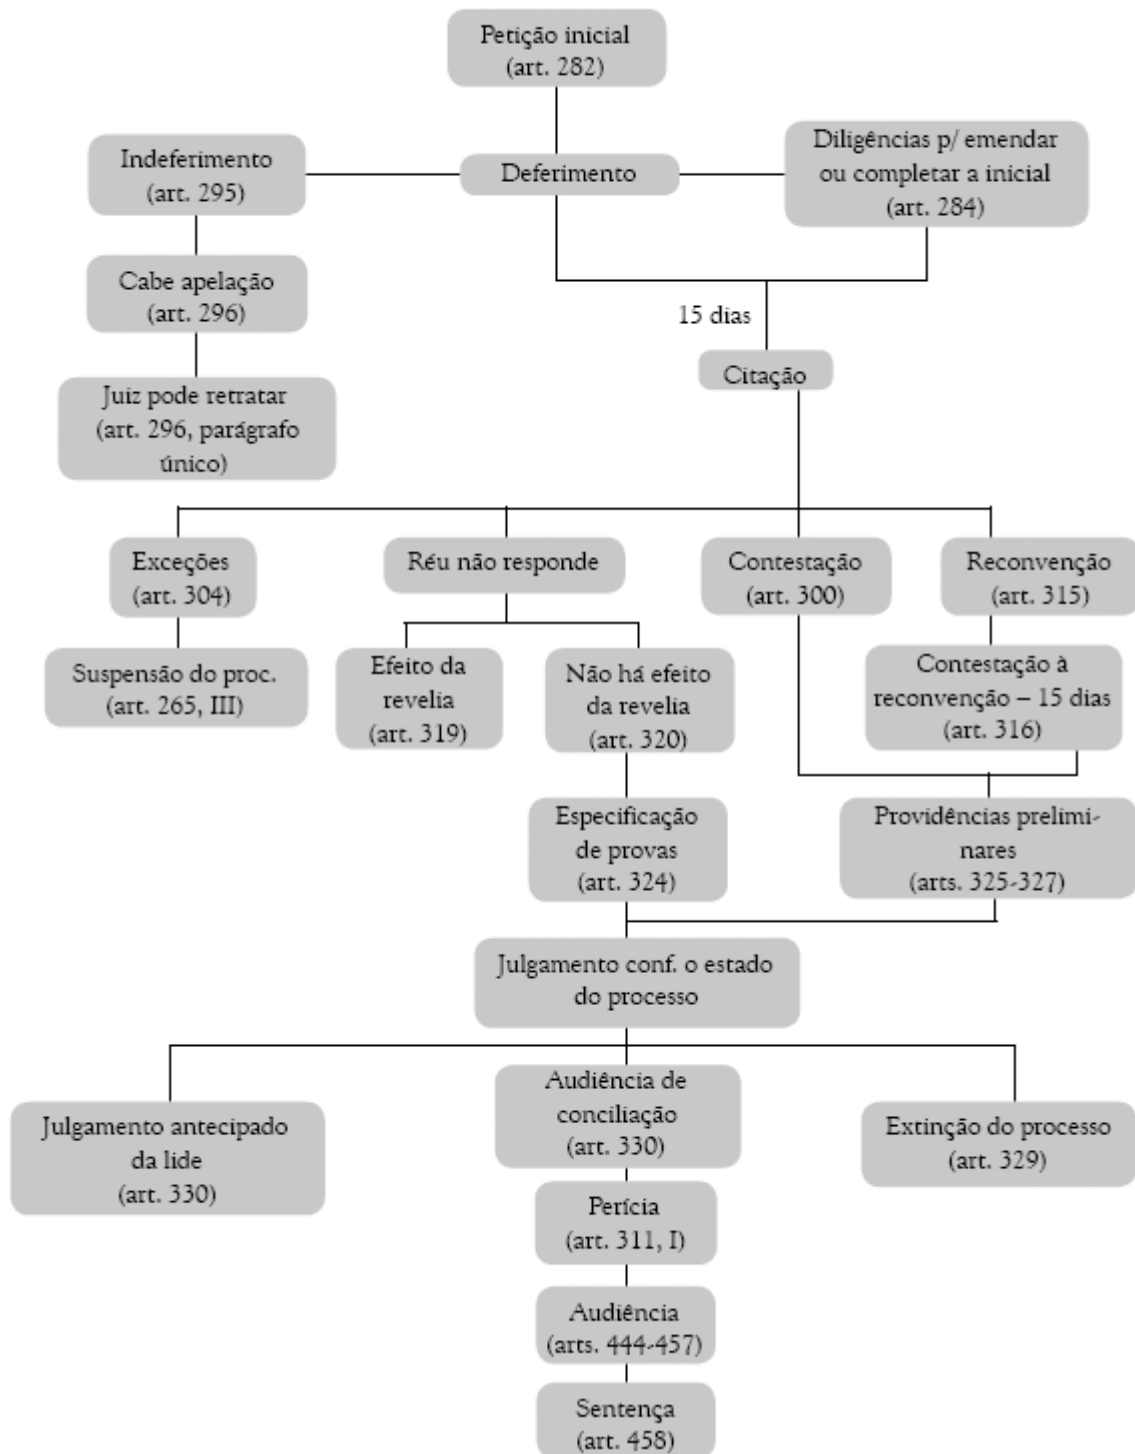 Petição inicial
(art. 282)
Indeferimento
(art. 295)
Deferimento
Diligências p/ emendar
ou completar a inicial
(art. 284)
Cabe apelação
(art. 296)
15 dias
Citação
Juiz pode retratar
(art. 296, parágrafo
único)
Exceções
(art. 304)
Réu não responde
Contestação
(art. 300)
Reconvenção
(art. 315)
Suspensão do proc.
(art. 265, III)
Efeito da
revelia
(art. 319)
Não há efeito
da revelia
(art. 320)
Contestação à
reconvenção – 15 dias
(art. 316)
Especificação
de provas
(art. 324)
Providências prelimi-
nares
(arts. 325-327)
Julgamento conf. o estado
do processo
Julgamento antecipado
da lide
(art. 330)
Audiência de
conciliação
(art. 330)
Extinção do processo
(art. 329)
Perícia
(art. 311, I)
Audiência
(arts. 444-457)
Sentença
(art. 458)